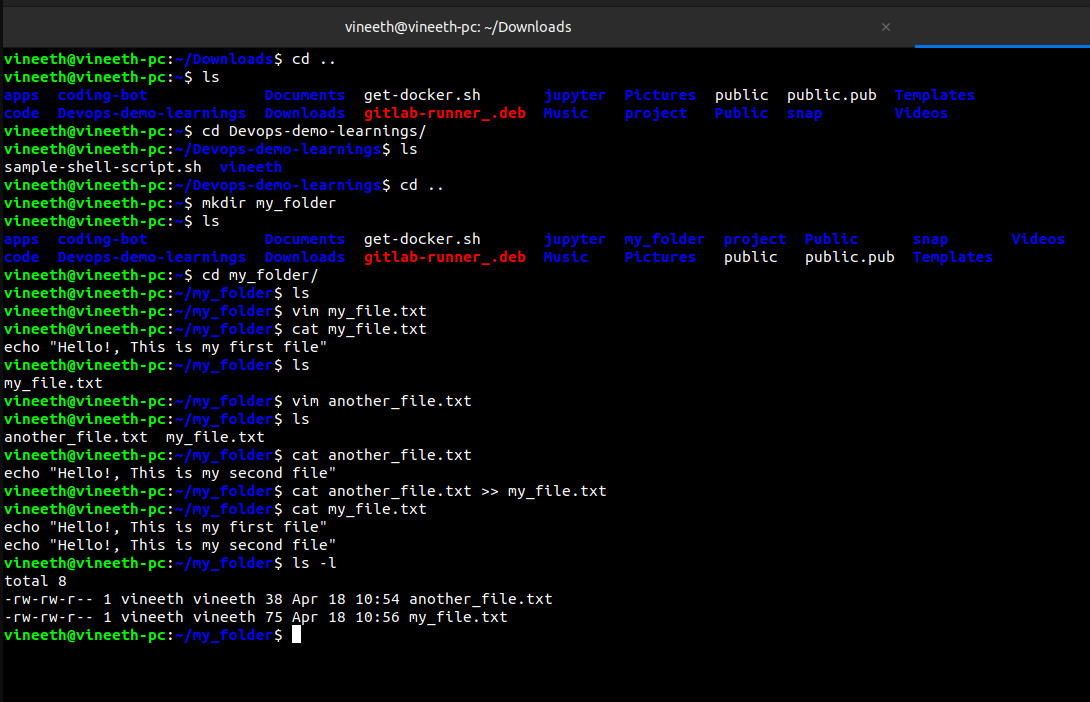 vineeth@vineeth-pc: ~/Downloads ×
vineeth@vineeth-pc:~/Downloads$ cd ..
vineeth@vineeth-pc:~$ ls
apps  coding-bot             Documents  get-docker.sh       jupyter  Pictures  public  public.pub  Templates
code  Devops-demo-learnings  Downloads  gitlab-runner_.deb  Music    project   Public  snap        Videos
vineeth@vineeth-pc:~$ cd Devops-demo-learnings/
vineeth@vineeth-pc:~/Devops-demo-learnings$ ls
sample-shell-script.sh  vineeth
vineeth@vineeth-pc:~/Devops-demo-learnings$ cd ..
vineeth@vineeth-pc:~$ mkdir my_folder
vineeth@vineeth-pc:~$ ls
apps  coding-bot             Documents  get-docker.sh       jupyter  my_folder  project  Public      snap       Videos
code  Devops-demo-learnings  Downloads  gitlab-runner_.deb  Music    Pictures   public   public.pub  Templates
vineeth@vineeth-pc:~$ cd my_folder/
vineeth@vineeth-pc:~/my_folder$ ls
vineeth@vineeth-pc:~/my_folder$ vim my_file.txt
vineeth@vineeth-pc:~/my_folder$ cat my_file.txt
echo "Hello!, This is my first file"
vineeth@vineeth-pc:~/my_folder$ ls
my_file.txt
vineeth@vineeth-pc:~/my_folder$ vim another_file.txt
vineeth@vineeth-pc:~/my_folder$ ls
another_file.txt  my_file.txt
vineeth@vineeth-pc:~/my_folder$ cat another_file.txt
echo "Hello!, This is my second file"
vineeth@vineeth-pc:~/my_folder$ cat another_file.txt >> my_file.txt
vineeth@vineeth-pc:~/my_folder$ cat my_file.txt
echo "Hello!, This is my first file"
echo "Hello!, This is my second file"
vineeth@vineeth-pc:~/my_folder$ ls -l
total 8
-rw-rw-r-- 1 vineeth vineeth 38 Apr 18 10:54 another_file.txt
-rw-rw-r-- 1 vineeth vineeth 75 Apr 18 10:56 my_file.txt
vineeth@vineeth-pc:~/my_folder$